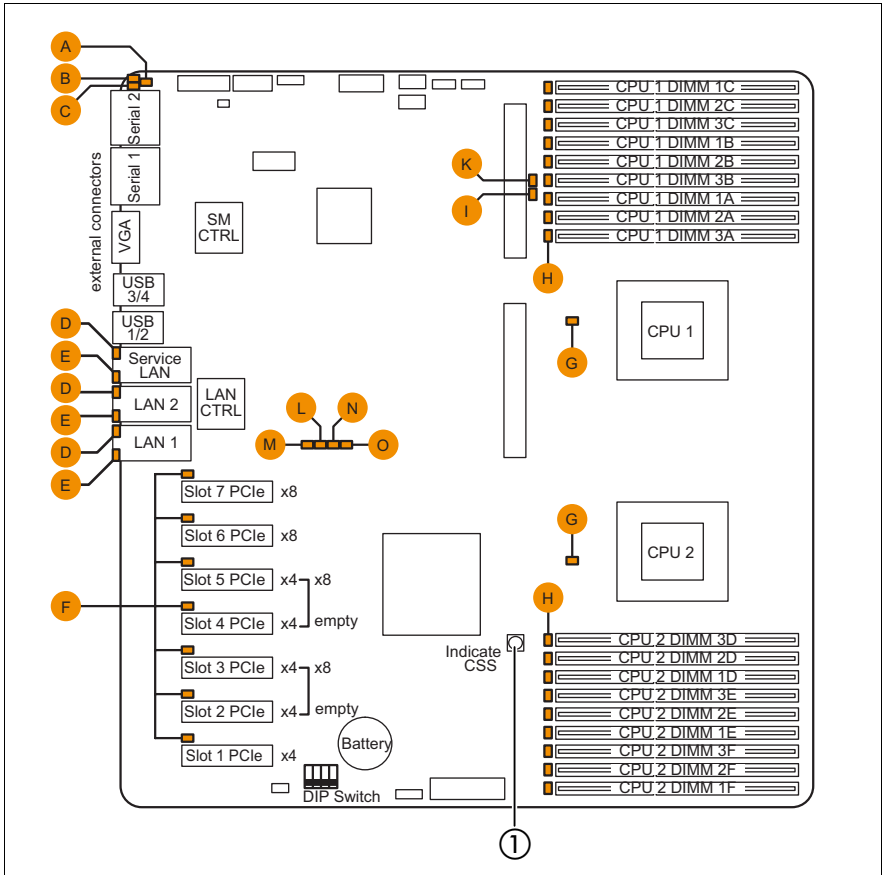 A
B
C
Serial 2
Serial 1
external connectors
VGA
SM
CTRL
USB
3/4
USB
1/2
D
E
D
E
D
E
Service
LAN
LAN 2
LAN 1
LAN
CTRL
L
N
M
O
K
I
CPU 1 DIMM 1C
CPU 1 DIMM 2C
CPU 1 DIMM 3C
CPU 1 DIMM 1B
CPU 1 DIMM 2B
CPU 1 DIMM 3B
CPU 1 DIMM 1A
CPU 1 DIMM 2A
CPU 1 DIMM 3A
H
G
CPU 1
Slot 7 PCIe x8
Slot 6 PCIe x8
Slot 5 PCIe x4 x8
F
Slot 4 PCIe x4 empty
Slot 3 PCIe x4 x8
Slot 2 PCIe x4 empty
Slot 1 PCIe x4
G
CPU 2
H
Indicate
CSS
Battery
DIP Switch
CPU 2 DIMM 3D
CPU 2 DIMM 2D
CPU 2 DIMM 1D
CPU 2 DIMM 3E
CPU 2 DIMM 2E
CPU 2 DIMM 1E
CPU 2 DIMM 3F
CPU 2 DIMM 2F
CPU 2 DIMM 1F
①